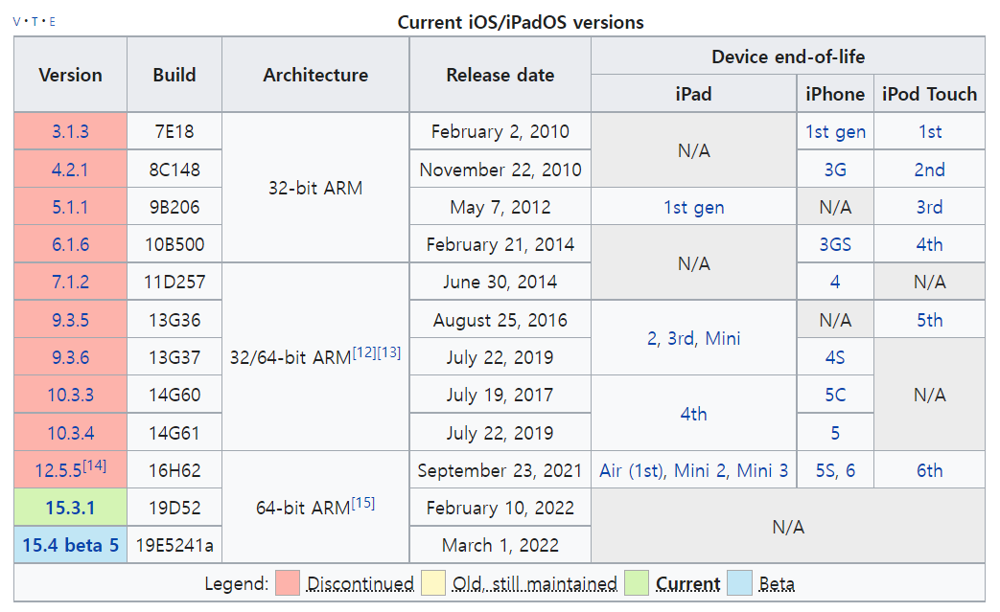 V • T • E
Current iOS/iPadOS versions
Version Build Architecture Release date Device end-of-life
iPad iPhone iPod Touch
3.1.3 7E18 32-bit ARM February 2, 2010 N/A 1st gen 1st
4.2.1 8C148 November 22, 2010 3G 2nd
5.1.1 9B206 May 7, 2012 1st gen N/A 3rd
6.1.6 10B500 February 21, 2014 N/A 3GS 4th
7.1.2 11D257 32/64-bit ARM[12][13] June 30, 2014 4 N/A
9.3.5 13G36 August 25, 2016 2, 3rd, Mini N/A 5th
9.3.6 13G37 July 22, 2019 4S N/A
10.3.3 14G60 July 19, 2017 4th 5C
10.3.4 14G61 July 22, 2019 5
12.5.5[14] 16H62 64-bit ARM[15] September 23, 2021 Air (1st), Mini 2, Mini 3 5S, 6 6th
15.3.1 19D52 February 10, 2022 N/A
15.4 beta 5 19E5241a March 1, 2022
Legend: Discontinued Old, still maintained Current Beta